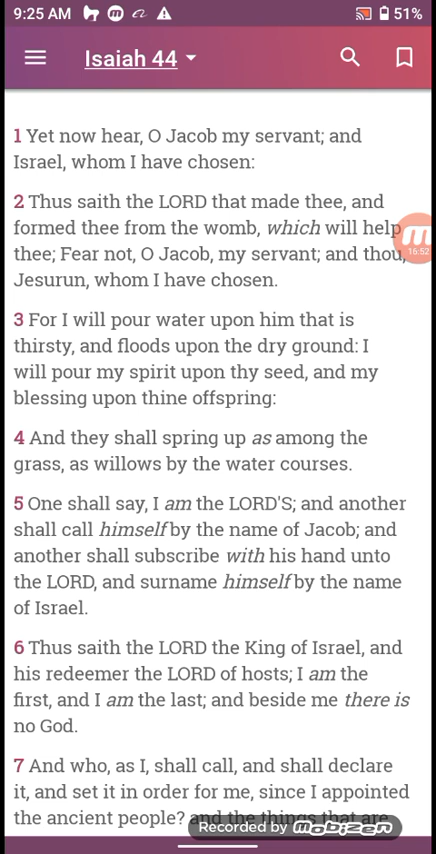 9:25 AM 51%
Isaiah 44
1 Yet now hear, O Jacob my servant; and
Israel, whom I have chosen:
2 Thus saith the LORD that made thee, and
formed thee from the womb, which will help
thee; Fear not, O Jacob, my servant; and thou,
Jesurun, whom I have chosen.
16:52
3 For I will pour water upon him that is
thirsty, and floods upon the dry ground: I
will pour my spirit upon thy seed, and my
blessing upon thine offspring:
4 And they shall spring up as among the
grass, as willows by the water courses.
5 One shall say, I am the LORD'S; and another
shall call himself by the name of Jacob; and
another shall subscribe with his hand unto
the LORD, and surname himself by the name
of Israel.
6 Thus saith the LORD the King of Israel, and
his redeemer the LORD of hosts; I am the
first, and I am the last; and beside me there is
no God.
7 And who, as I, shall call, and shall declare
it, and set it in order for me, since I appointed
the ancient people? and the things that are
Recorded by mobizen